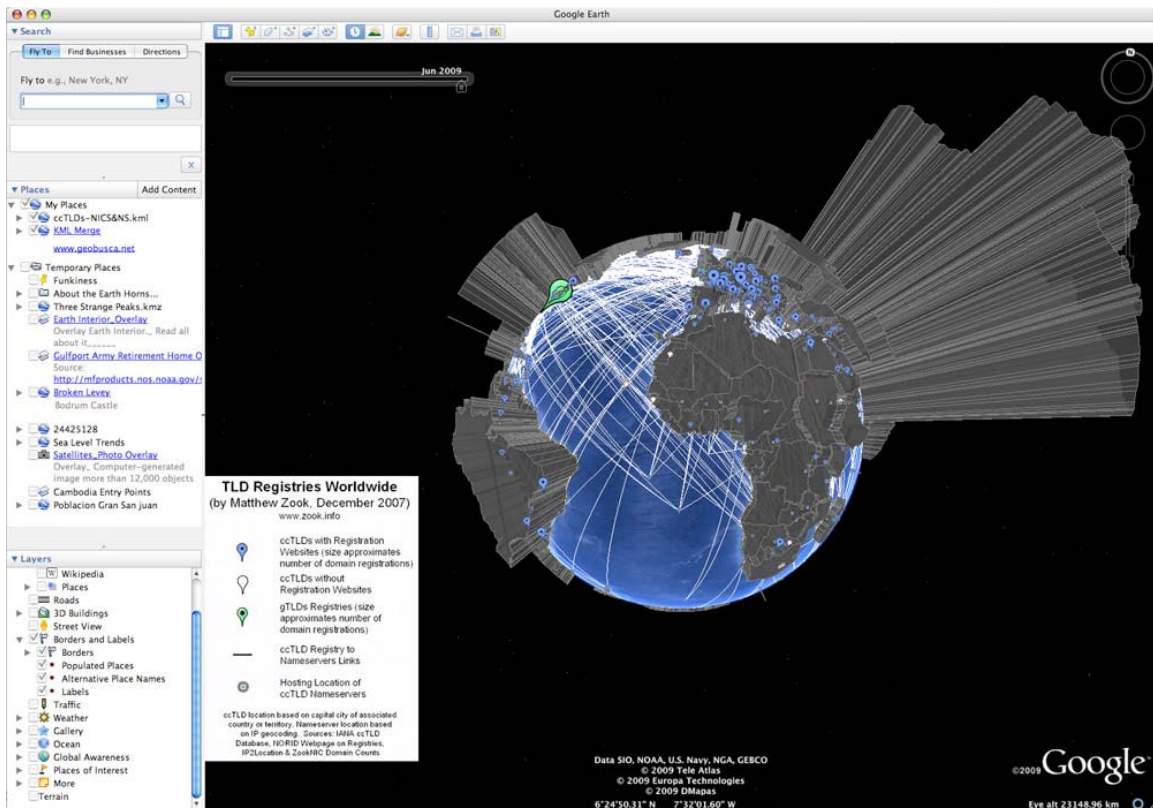 Google Earth
Search
Fly To
Find Businesses
Directions
Fly to e.g., New York, NY
Places
Add Content
My Places
ccTLDs-NICS&NS.kml
KML Merge
www.geobusca.net
Temporary Places
Funkiness
About the Earth Horns...
Three Strange Peaks.kmz
Earth Interior_Overlay
Overlay Earth Interior., Read all
about it______
Gulfport Army Retirement Home O
Source:
http://mfproducts.nos.noaa.gov/
Broken Levey
Bodrum Castle
24425128
Sea Level Trends
Satellites_Photo Overlay
Overlay_ Computer-generated
image more than 12,000 objects
Cambodia Entry Points
Poblacion Gran San juan
Layers
Wikipedia
Places
Roads
3D Buildings
Street View
Borders and Labels
Borders
Populated Places
Alternative Place Names
Labels
Traffic
Weather
Gallery
Ocean
Global Awareness
Places of Interest
More
Terrain
Jun 2009
N
TLD Registries Worldwide
(by Matthew Zook, December 2007)
www.zook.info
ccTLDs with Registration
Websites (size approximates
number of domain registrations)
ccTLDs without
Registration Websites
gTLDs Registries (size
approximates number of
domain registrations)
ccTLD Registry to
Nameservers Links
Hosting Location of
ccTLD Nameservers
ccTLD location based on capital city of associated
country or territory. Nameserver location based
on IP geocoding. Sources: IANA ccTLD
Database, NORID Webpage on Registries,
IP2Location & ZookNIC Domain Counts
Data SIO, NOAA, U.S. Navy, NGA, GEBCO
© 2009 Tele Atlas
© 2009 Europa Technologies
© 2009 DMapas
6°24'50.31" N 7°32'01.60" W
©2009 Google
Eye alt 23148.96 km